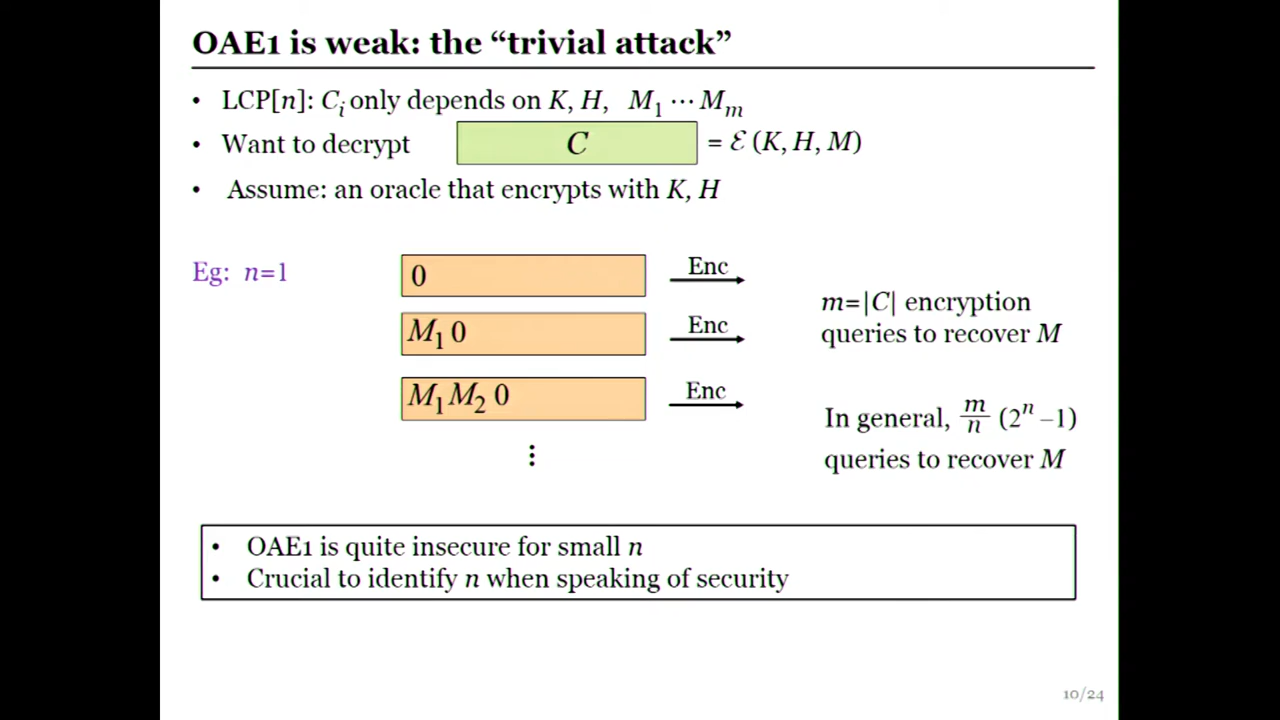 OAE1 is weak: the “trivial attack”
• LCP[n]: Cᵢ only depends on K, H, M₁ ⋯ Mₘ
• Want to decrypt C = ℰ (K, H, M)
• Assume: an oracle that encrypts with K, H
Eg: n=1
0 Enc
M₁ 0 Enc
M₁ M₂ 0 Enc
⋮
m=|C| encryption
queries to recover M
In general, m/n (2ⁿ –1)
queries to recover M
• OAE1 is quite insecure for small n
• Crucial to identify n when speaking of security
10/24